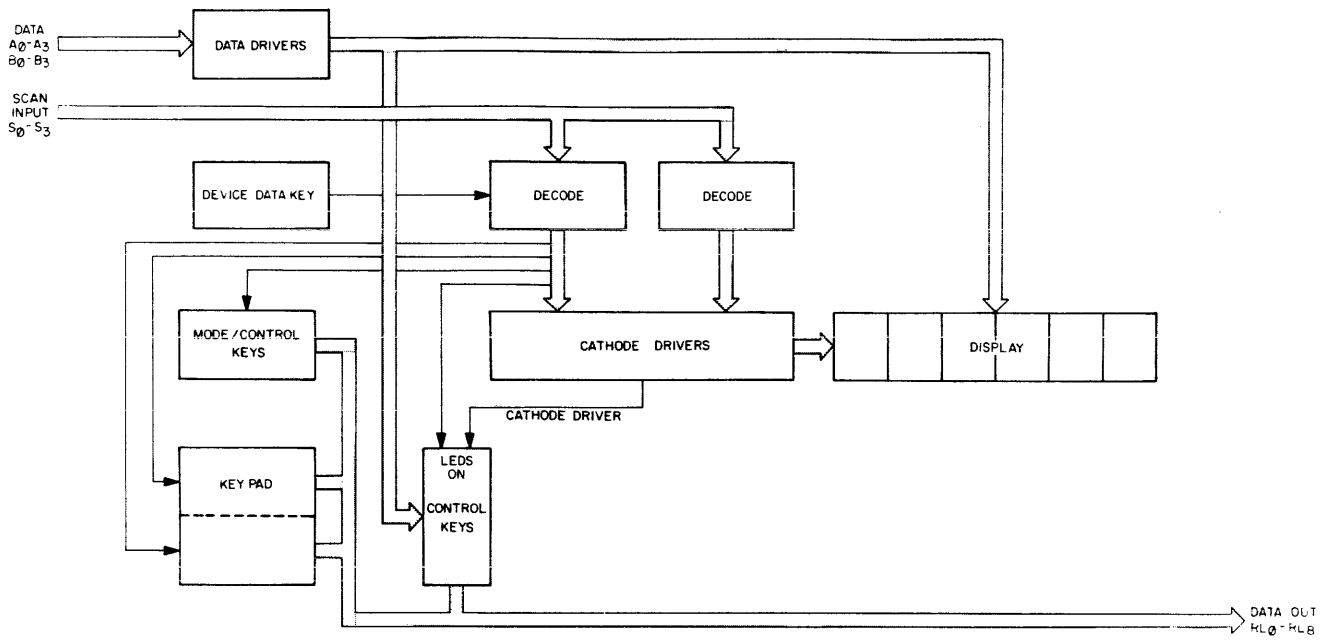 DATA
A0-A3
B0-B3
DATA DRIVERS
SCAN
INPUT
S0-S3
DEVICE DATA KEY
DECODE
DECODE
MODE/CONTROL
KEYS
CATHODE DRIVERS
DISPLAY
CATHODE DRIVER
KEY PAD
LEDS
ON
CONTROL
KEYS
DATA OUT
RL0-RL8